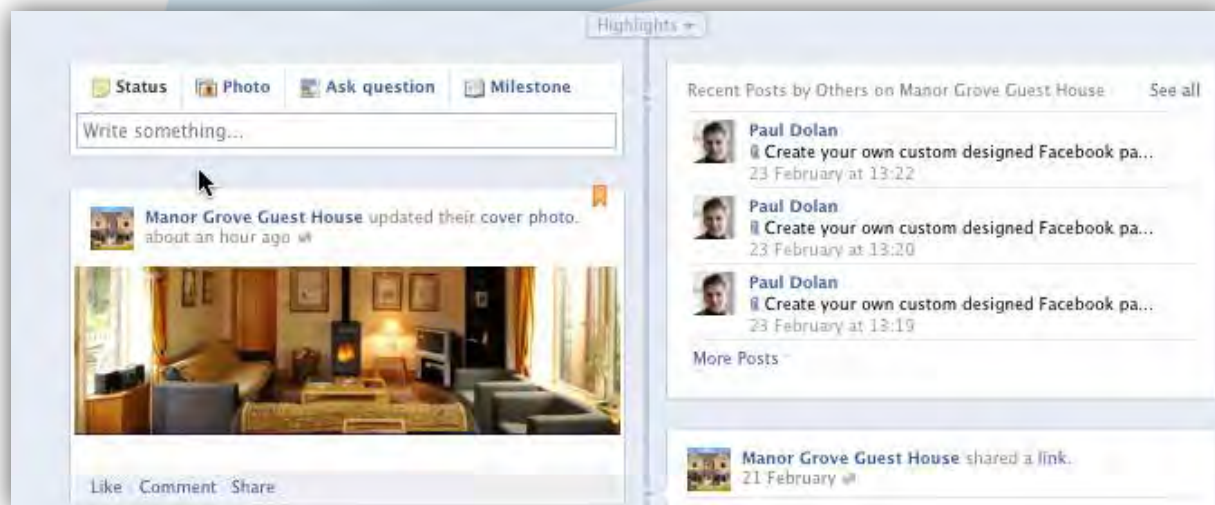 Highlights
Status Photo Ask question Milestone
Write something...
Manor Grove Guest House updated their cover photo.
about an hour ago
Like Comment Share
Recent Posts by Others on Manor Grove Guest House See all
Paul Dolan
Create your own custom designed Facebook pa...
23 February at 13:22
Paul Dolan
Create your own custom designed Facebook pa...
23 February at 13:20
Paul Dolan
Create your own custom designed Facebook pa...
23 February at 13:19
More Posts
Manor Grove Guest House shared a link.
21 February